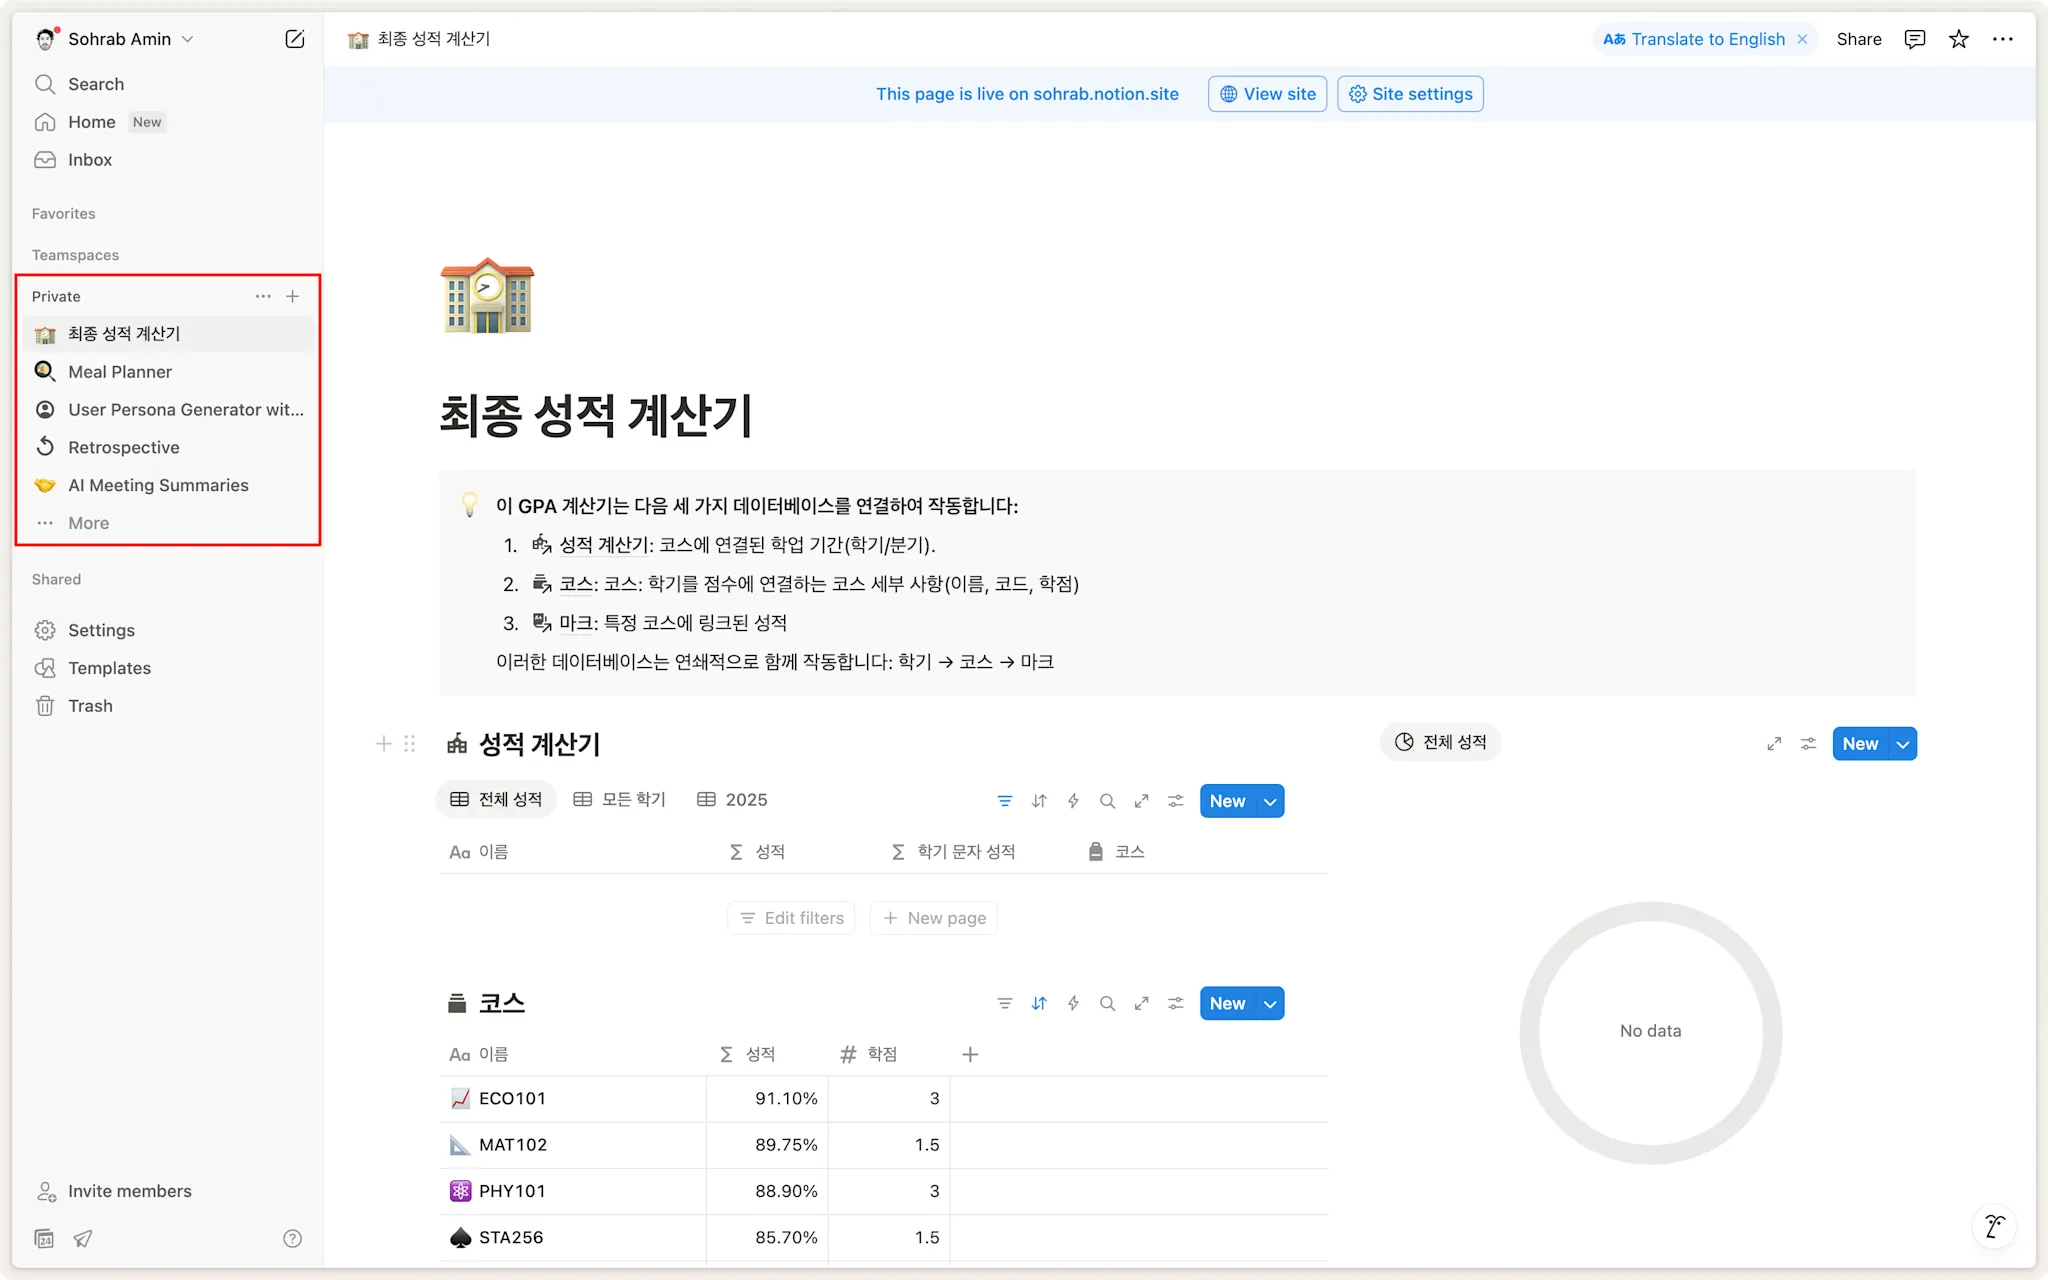 Sohrab Amin
Search
Home New
Inbox
Favorites
Teamspaces
Private
최종 성적 계산기
Meal Planner
User Persona Generator wit...
Retrospective
AI Meeting Summaries
More
Shared
Settings
Templates
Trash
Invite members
24
최종 성적 계산기
Aあ Translate to English
Share
This page is live on sohrab.notion.site
View site
Site settings
최종 성적 계산기
이 GPA 계산기는 다음 세 가지 데이터베이스를 연결하여 작동합니다:
1. 성적 계산기: 코스에 연결된 학업 기간(학기/분기).
2. 코스: 코스: 학기를 점수에 연결하는 코스 세부 사항(이름, 코드, 학점)
3. 마크: 특정 코스에 링크된 성적
이러한 데이터베이스는 연쇄적으로 함께 작동합니다: 학기 → 코스 → 마크
성적 계산기
전체 성적 모든 학기 2025 New
Aa 이름 Σ 성적 Σ 학기 문자 성적 코스
Edit filters + New page
코스 New
Aa 이름 Σ 성적 # 학점 +
ECO101 91.10% 3
MAT102 89.75% 1.5
PHY101 88.90% 3
STA256 85.70% 1.5
전체 성적 New
No data